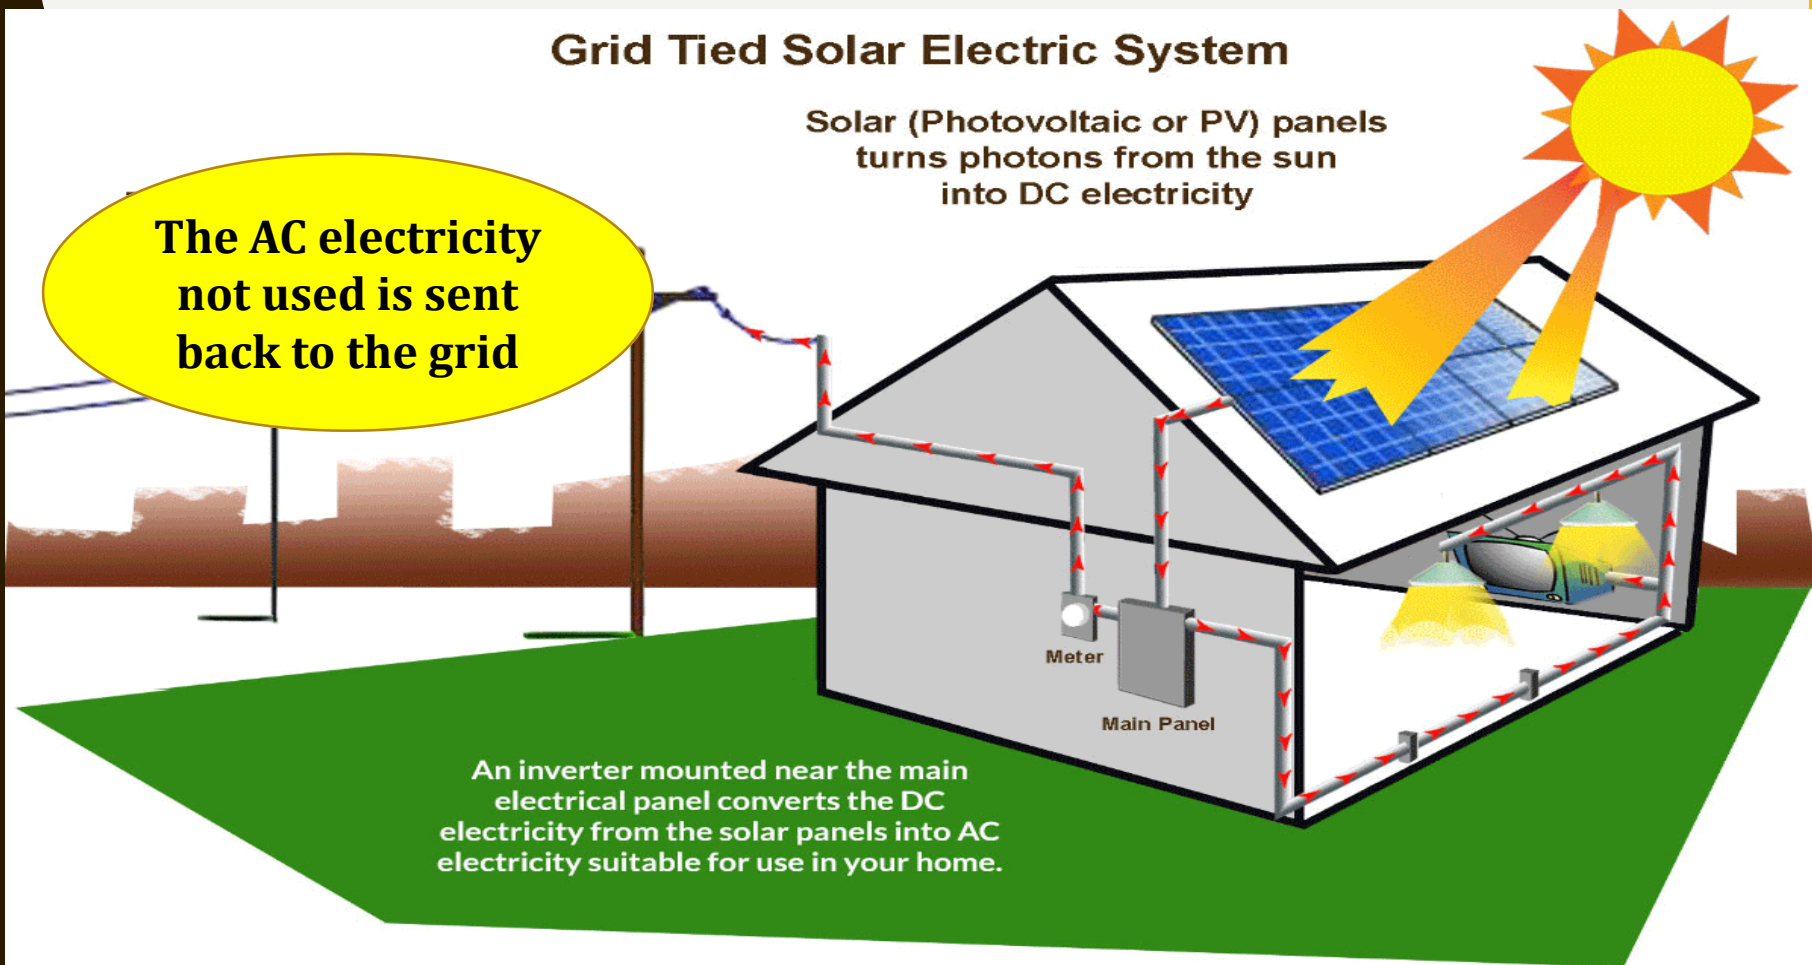 Grid Tied Solar Electric System
Solar (Photovoltaic or PV) panels
turns photons from the sun
into DC electricity
The AC electricity
not used is sent
back to the grid
Meter
Main Panel
An inverter mounted near the main
electrical panel converts the DC
electricity from the solar panels into AC
electricity suitable for use in your home.